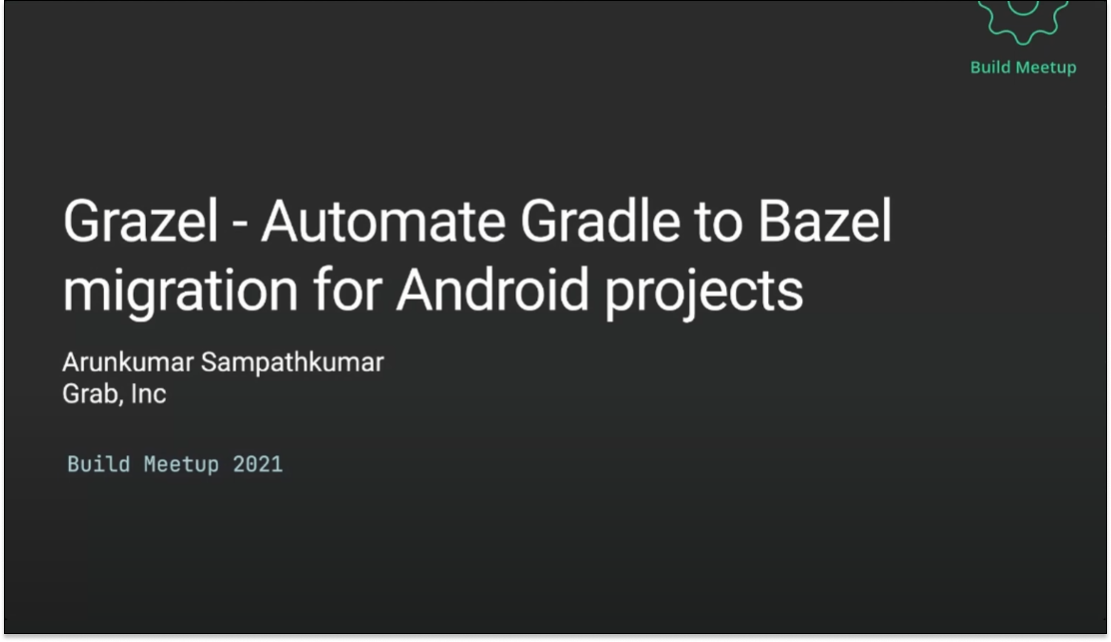 Build Meetup
Grazel - Automate Gradle to Bazel
migration for Android projects
Arunkumar Sampathkumar
Grab, Inc
Build Meetup 2021